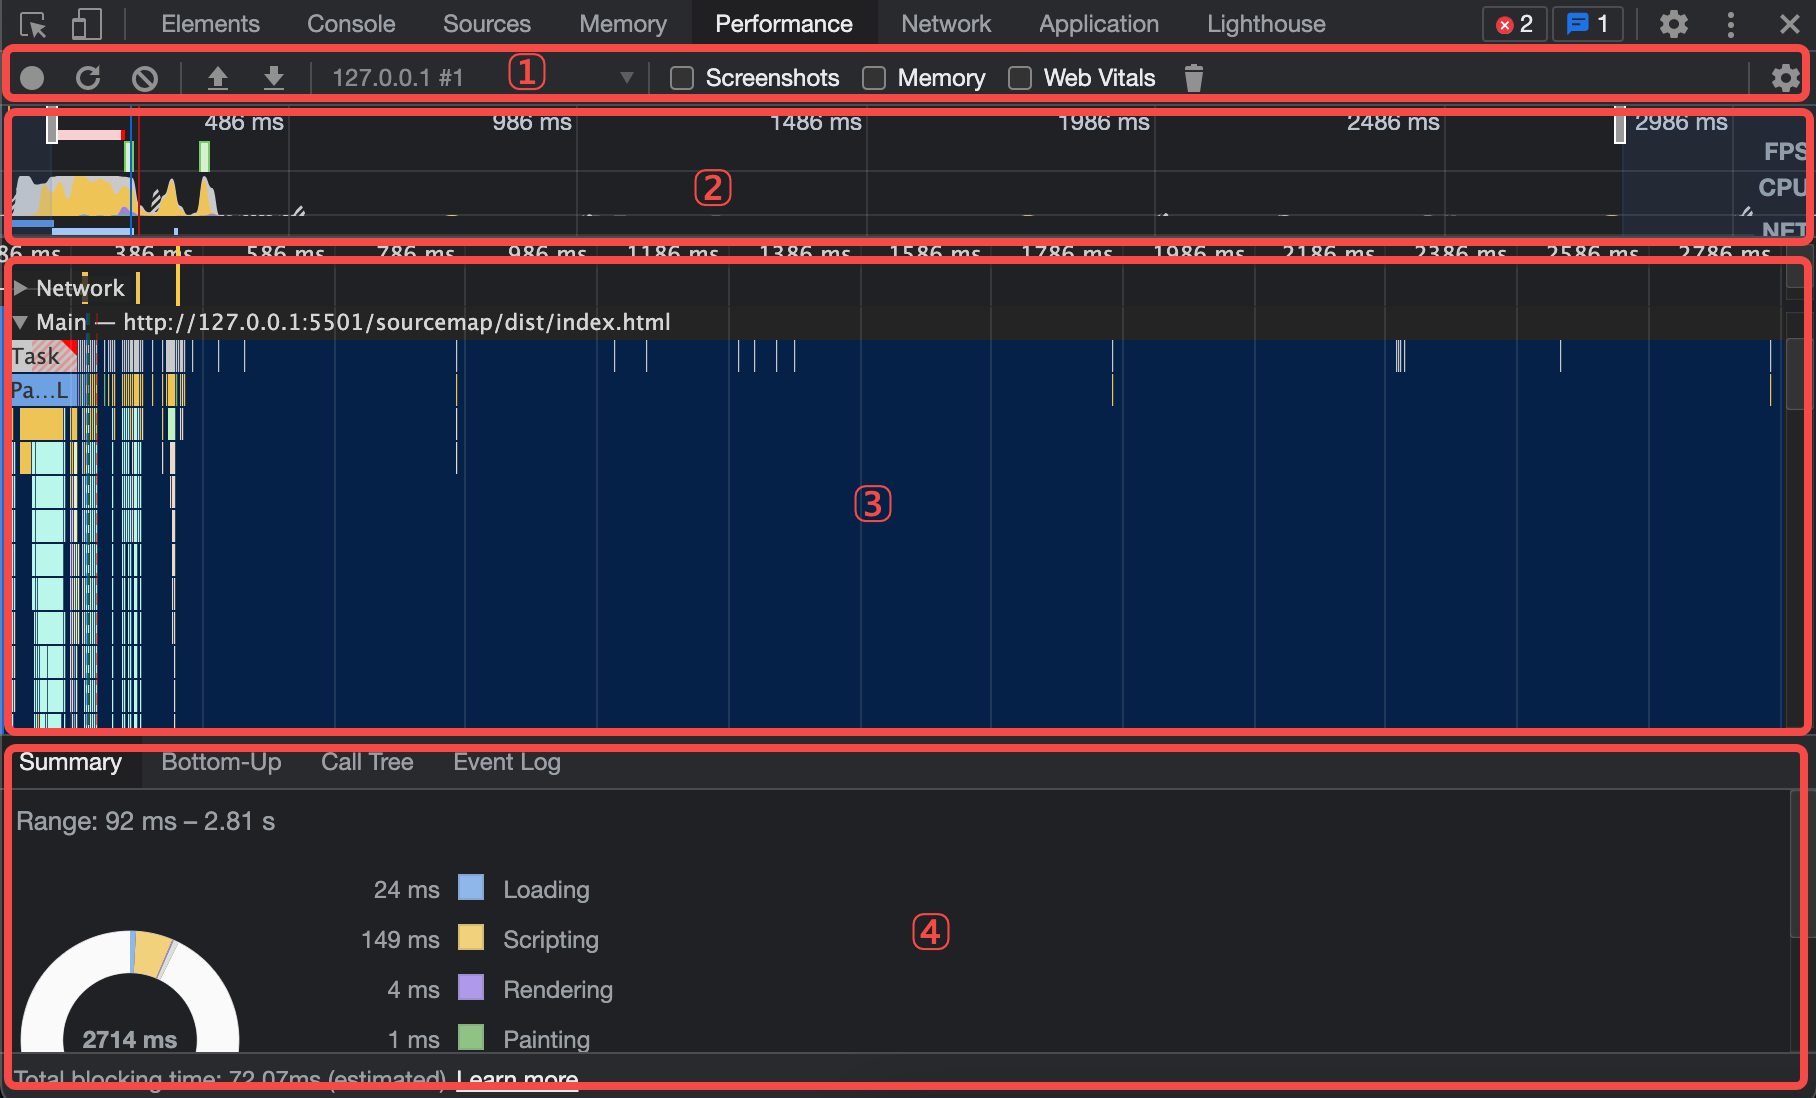 Elements Console Sources Memory Performance Network Application Lighthouse 2 1
127.0.0.1 #1 1 Screenshots Memory Web Vitals
486 ms 986 ms 1486 ms 1986 ms 2486 ms 2986 ms
FPS
CPU
2
NET
86 ms 386 ms 586 ms 786 ms 986 ms 1186 ms 1386 ms 1586 ms 1786 ms 1986 ms 2186 ms 2386 ms 2586 ms 2786 ms
Network
Main — http://127.0.0.1:5501/sourcemap/dist/index.html
Task
Pa...L
3
Summary Bottom-Up Call Tree Event Log
Range: 92 ms – 2.81 s
24 ms Loading
149 ms Scripting
4
4 ms Rendering
2714 ms
1 ms Painting
Total blocking time: 72.07ms (estimated) Learn more